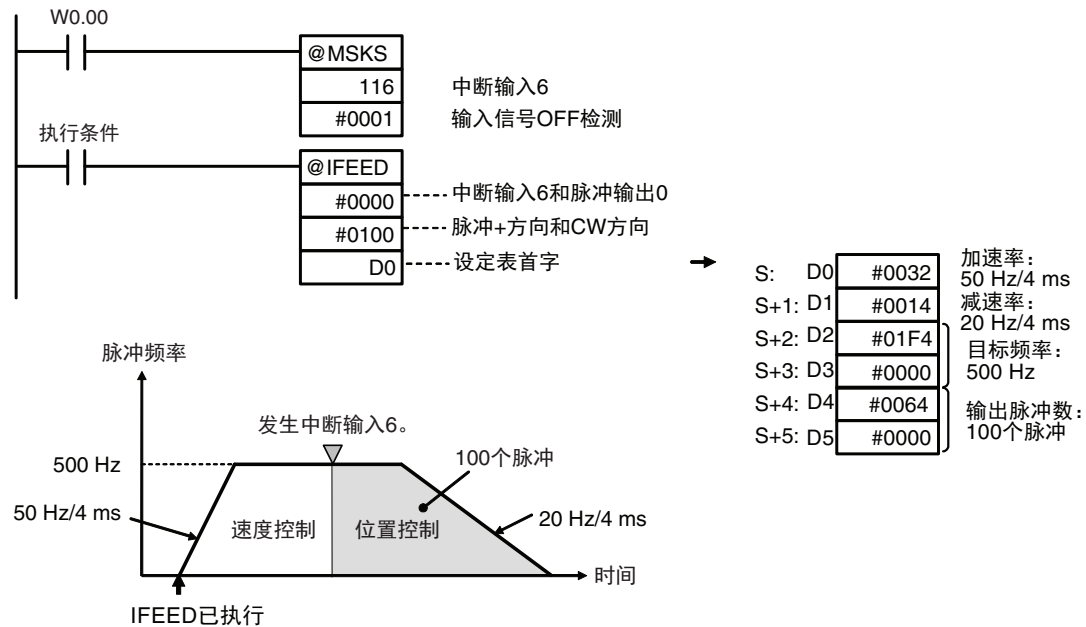 W0.00
@MSKS
116 中断输入6
#0001 输入信号OFF检测
执行条件
@IFEED
#0000 中断输入6和脉冲输出0
#0100 脉冲+方向和CW方向
D0 设定表首字
S: D0 #0032 加速率：
50 Hz/4 ms
S+1: D1 #0014 减速率：
20 Hz/4 ms
S+2: D2 #01F4 目标频率：
S+3: D3 #0000 500 Hz
S+4: D4 #0064 输出脉冲数：
S+5: D5 #0000 100个脉冲
脉冲频率
发生中断输入6。
500 Hz
100个脉冲
50 Hz/4 ms
速度控制
位置控制
20 Hz/4 ms
时间
IFEED已执行